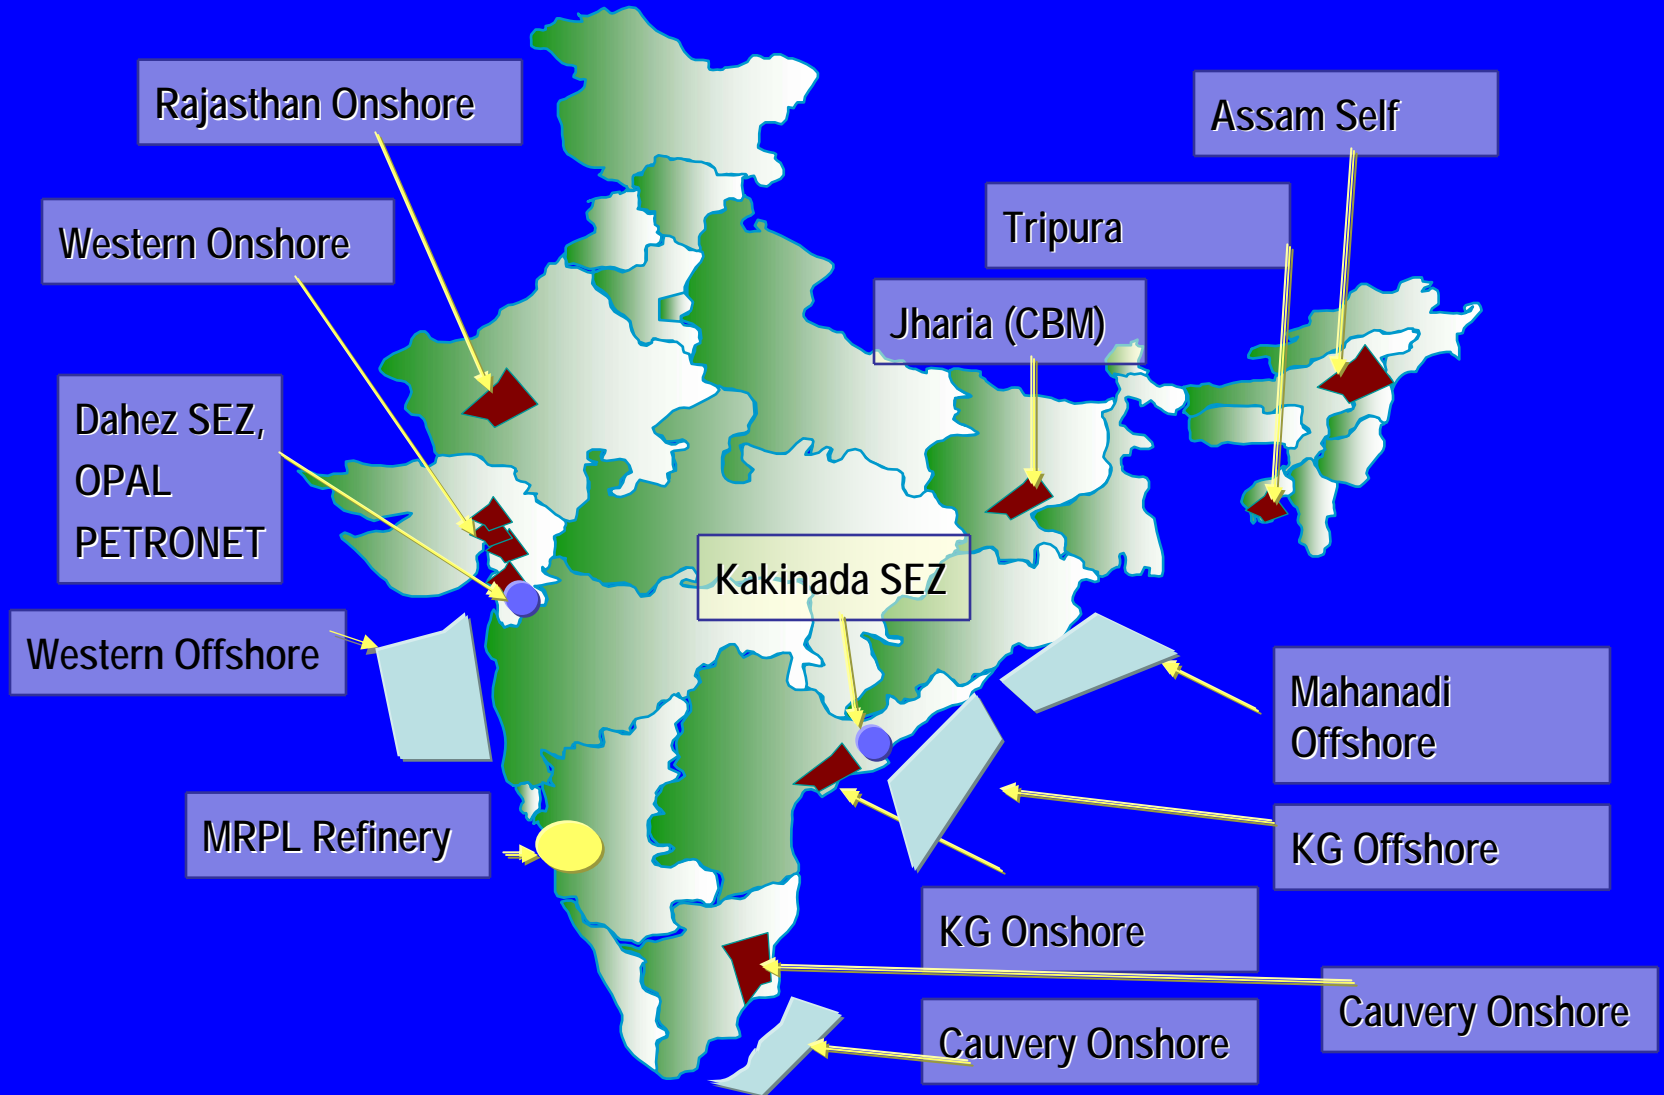 Rajasthan Onshore
Assam Self
Western Onshore
Tripura
Jharia (CBM)
Dahez SEZ,
OPAL
PETRONET
Kakinada SEZ
Western Offshore
Mahanadi
Offshore
MRPL Refinery
KG Offshore
KG Onshore
Cauvery Onshore
Cauvery Onshore